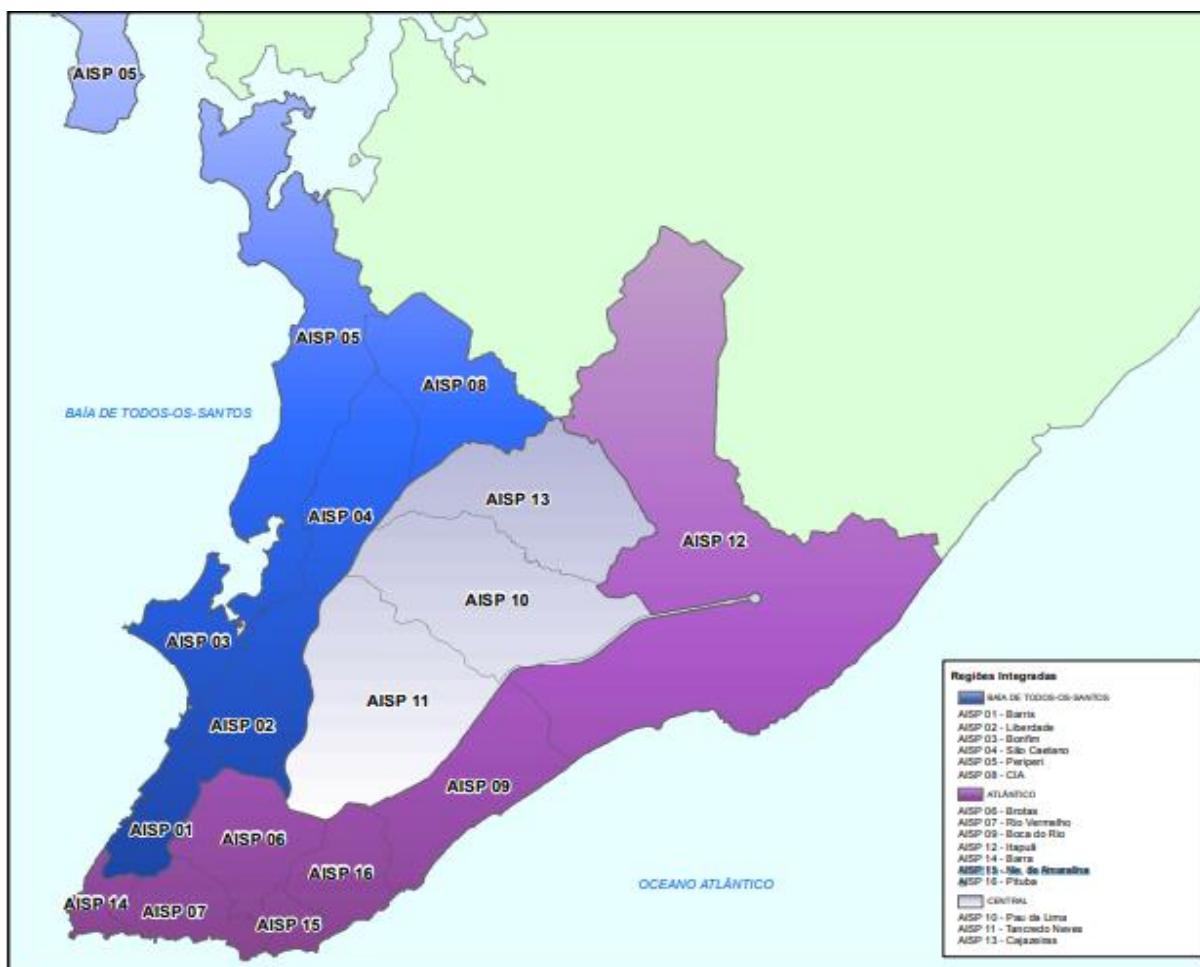 AISP 05
AISP 05
AISP 08
BAÍA DE TODOS-OS-SANTOS
AISP 13
AISP 04
AISP 12
AISP 10
AISP 03
AISP 11
AISP 02
AISP 09
AISP 01
AISP 06
AISP 16
OCEANO ATLÂNTICO
AISP 14
AISP 07
AISP 15
Regiões Integradas
BAÍA DE TODOS-OS-SANTOS
AISP 01 - Barris
AISP 02 - Liberdade
AISP 03 - Bonfim
AISP 04 - São Caetano
AISP 05 - Periperi
AISP 08 - CIA
ATLÂNTICO
AISP 06 - Brotas
AISP 07 - Rio Vermelho
AISP 09 - Boca do Rio
AISP 12 - Itapuã
AISP 14 - Barra
AISP 15 - Ne. de Amaralina
AISP 16 - Pituba
CENTRAL
AISP 10 - Pau da Lima
AISP 11 - Tancredo Neves
AISP 13 - Cajazeiras